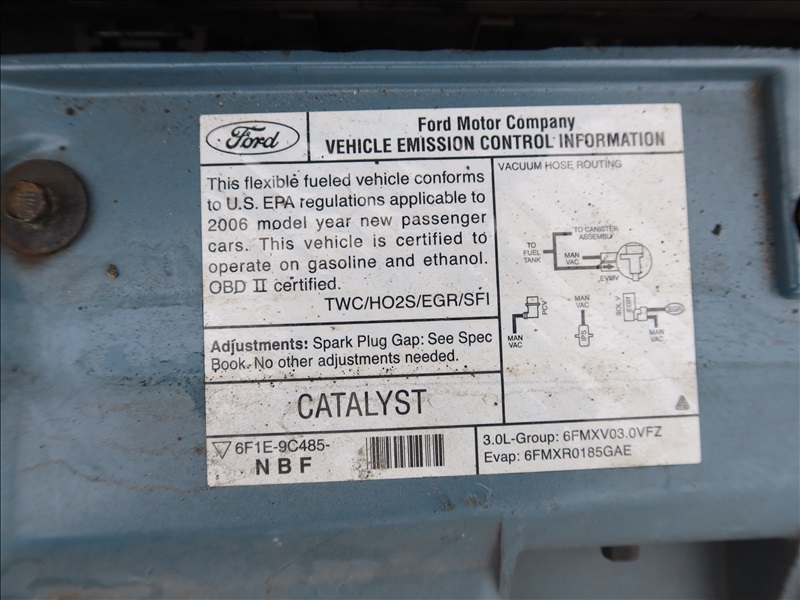 Ford
Ford Motor Company
VEHICLE EMISSION CONTROL INFORMATION
This flexible fueled vehicle conforms
to U.S. EPA regulations applicable to
2006 model year new passenger
cars. This vehicle is certified to
operate on gasoline and ethanol.
OBD II certified.
TWC/HO2S/EGR/SFI
Adjustments: Spark Plug Gap: See Spec
Book. No other adjustments needed.
CATALYST
6F1E-9C485-
NBF
VACUUM HOSE ROUTING
TO CANISTER
ASSEMBLY
TO
FUEL
TANK
MAN
VAC
EVMV
PCV
MAN
VAC
MAN
VAC
IPS
SOL V
EGR
MAN
VAC
3.0L-Group: 6FMXV03.0VFZ
Evap: 6FMXR0185GAE